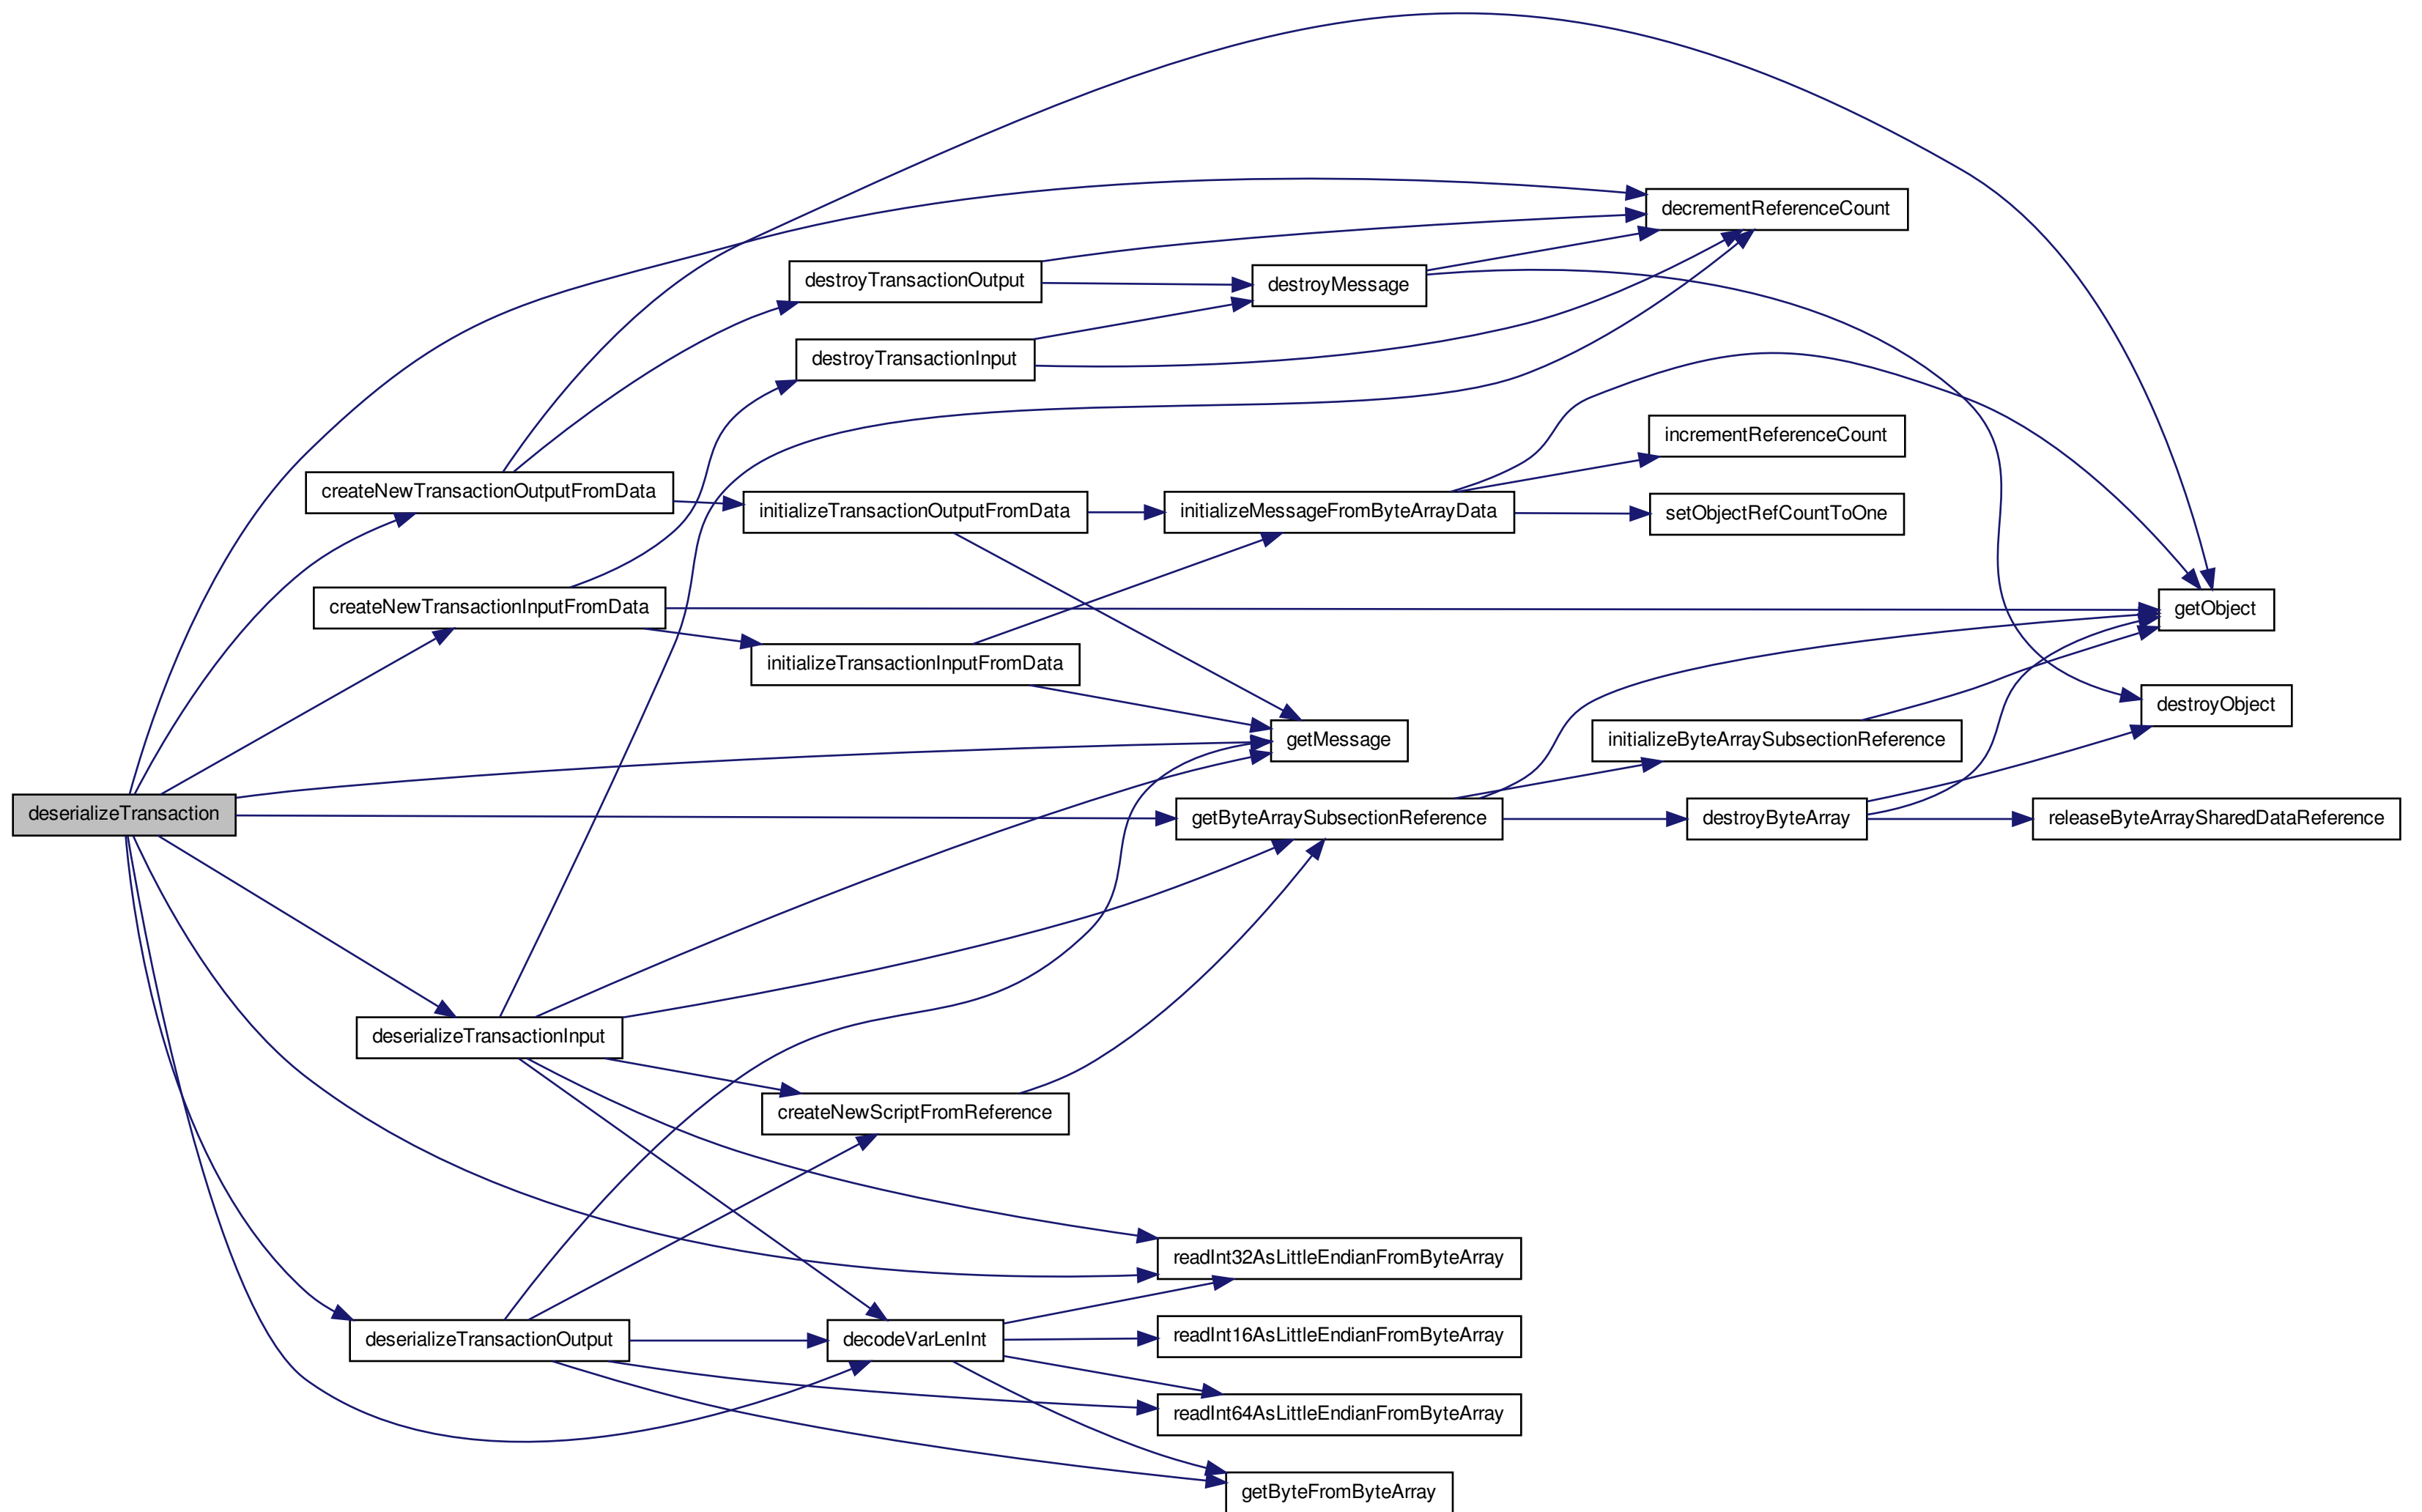 decrementReferenceCount
destroyTransactionOutput
destroyMessage
destroyTransactionInput
incrementReferenceCount
createNewTransactionOutputFromData
initializeTransactionOutputFromData
initializeMessageFromByteArrayData
setObjectRefCountToOne
createNewTransactionInputFromData
getObject
initializeTransactionInputFromData
destroyObject
getMessage
initializeByteArraySubsectionReference
deserializeTransaction
getByteArraySubsectionReference
destroyByteArray
releaseByteArraySharedDataReference
deserializeTransactionInput
createNewScriptFromReference
readInt32AsLittleEndianFromByteArray
deserializeTransactionOutput
decodeVarLenInt
readInt16AsLittleEndianFromByteArray
readInt64AsLittleEndianFromByteArray
getByteFromByteArray